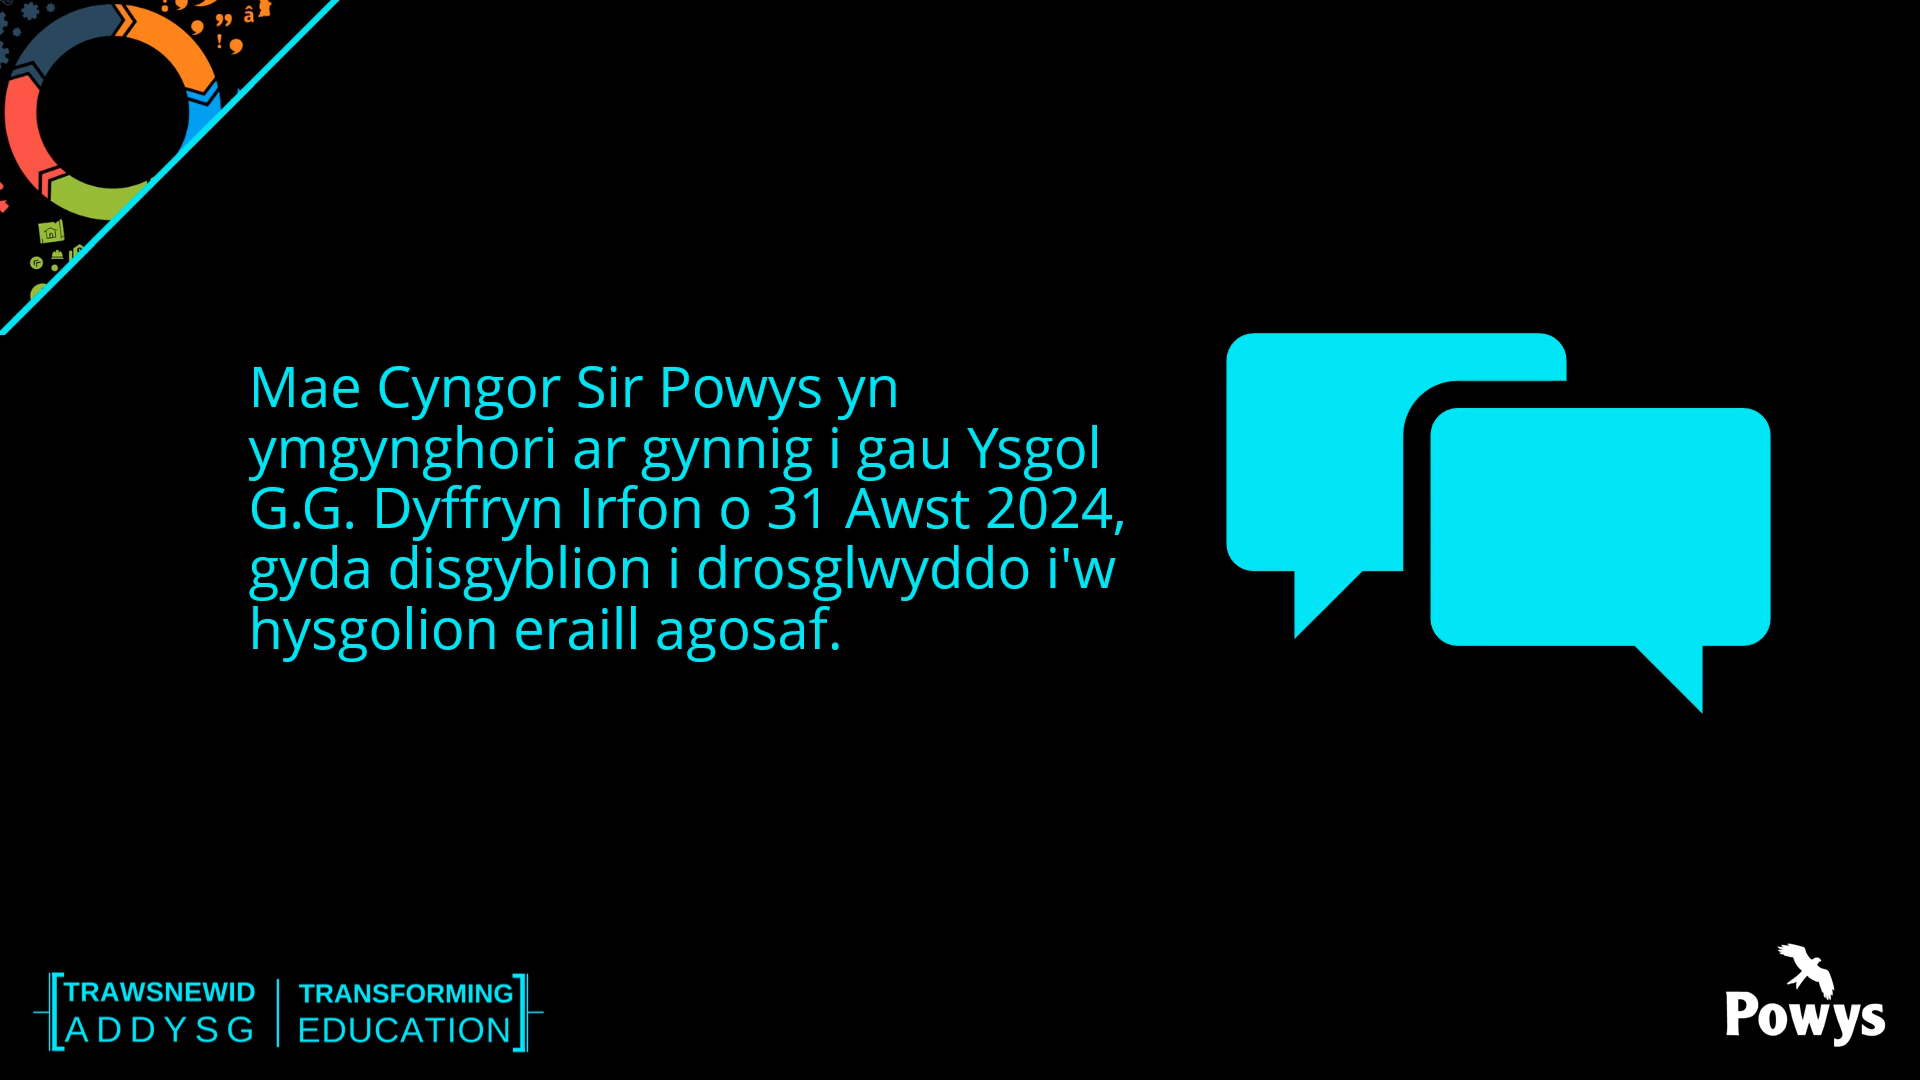 Mae Cyngor Sir Powys yn
ymgynghori ar gynnig i gau Ysgol
G.G. Dyffryn Irfon o 31 Awst 2024,
gyda disgyblion i drosglwyddo i'w
hysgolion eraill agosaf.
TRAWSNEWID
ADDYSG
TRANSFORMING
EDUCATION
Powys